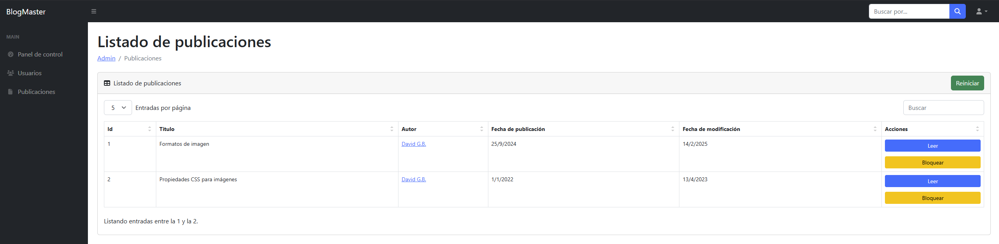 BlogMaster
Buscar por...
MAIN
Panel de control
Usuarios
Publicaciones
Listado de publicaciones
Admin / Publicaciones
Listado de publicaciones
Reiniciar
5 Entradas por página
Buscar
Id Titulo Autor Fecha de publicación Fecha de modificación Acciones
1 Formatos de imagen David G.B. 25/9/2024 14/2/2025 Leer
Bloquear
2 Propiedades CSS para imágenes David G.B. 1/1/2022 13/4/2023 Leer
Bloquear
Listando entradas entre la 1 y la 2.